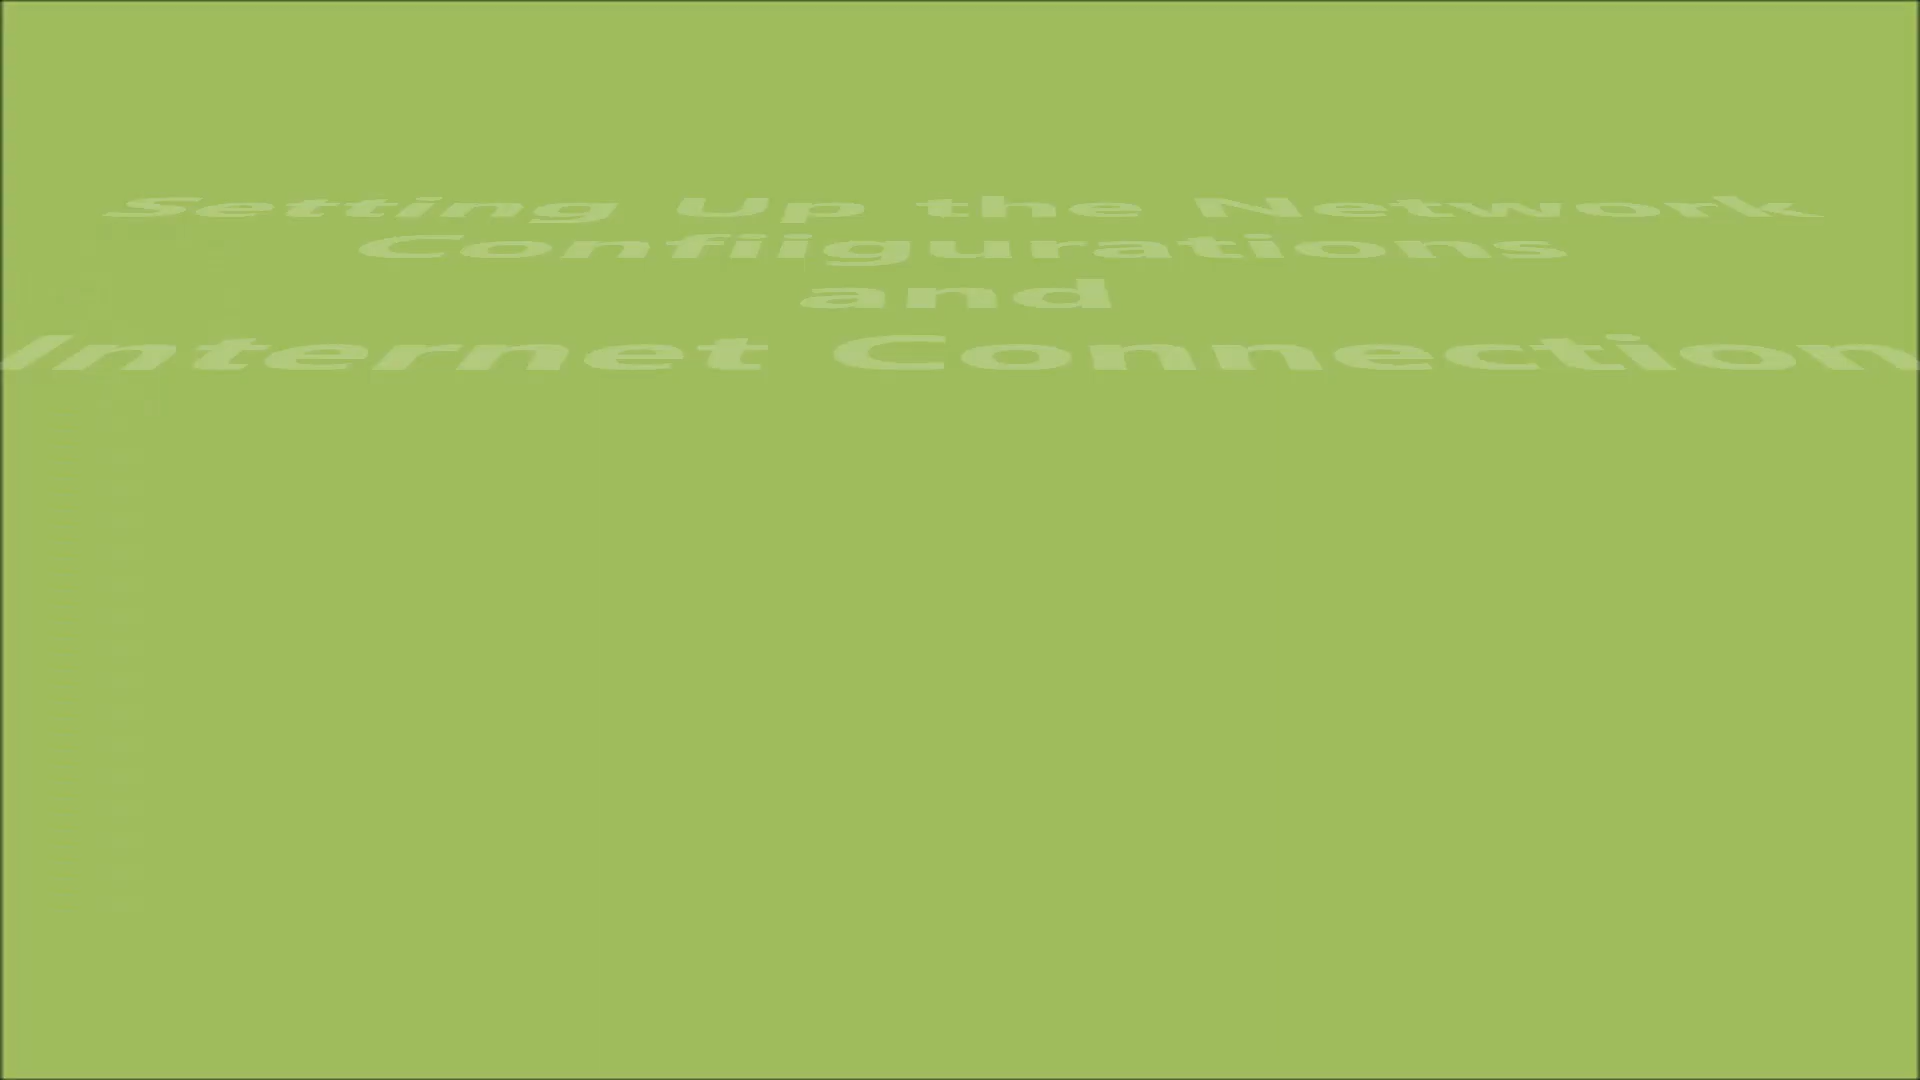 Setting Up the Network
Confiigurations
and
Internet Connection